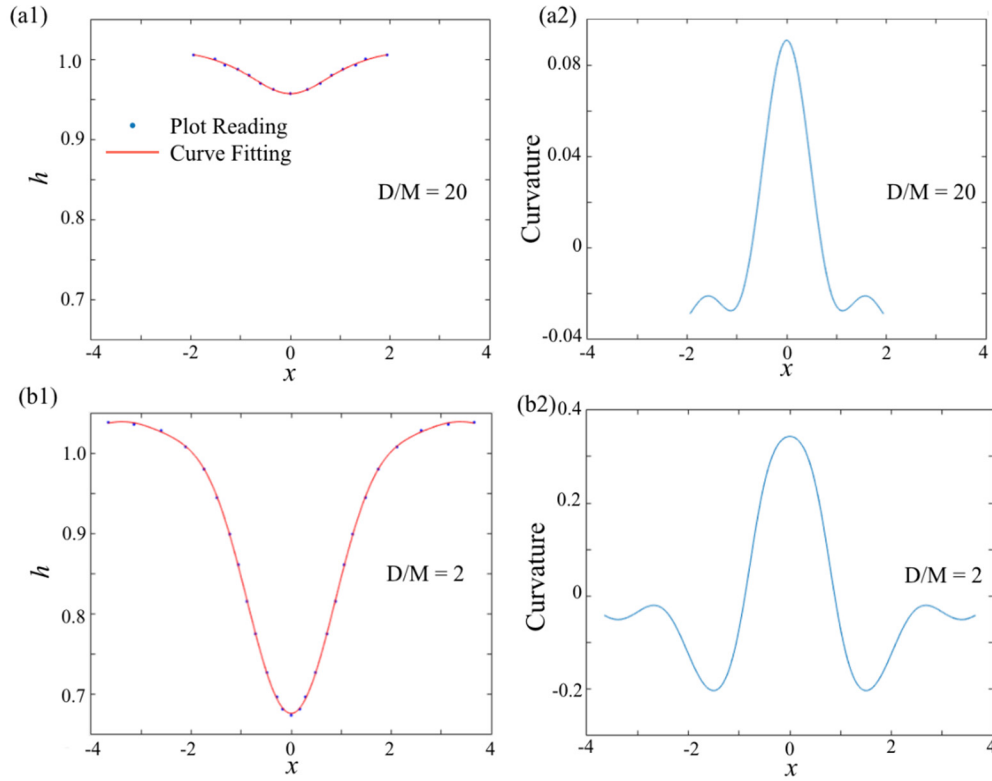 (a1)
1.0
0.9
0.8
0.7
h
Plot Reading
Curve Fitting
D/M = 20
-4
-2
0
2
4
x
(a2)
0.08
0.04
0
-0.04
Curvature
D/M = 20
-4
-2
0
2
4
x
(b1)
1.0
0.9
0.8
0.7
h
D/M = 2
-4
-2
0
2
4
x
(b2)
0.4
0.2
0
-0.2
Curvature
D/M = 2
-4
-2
0
2
4
x